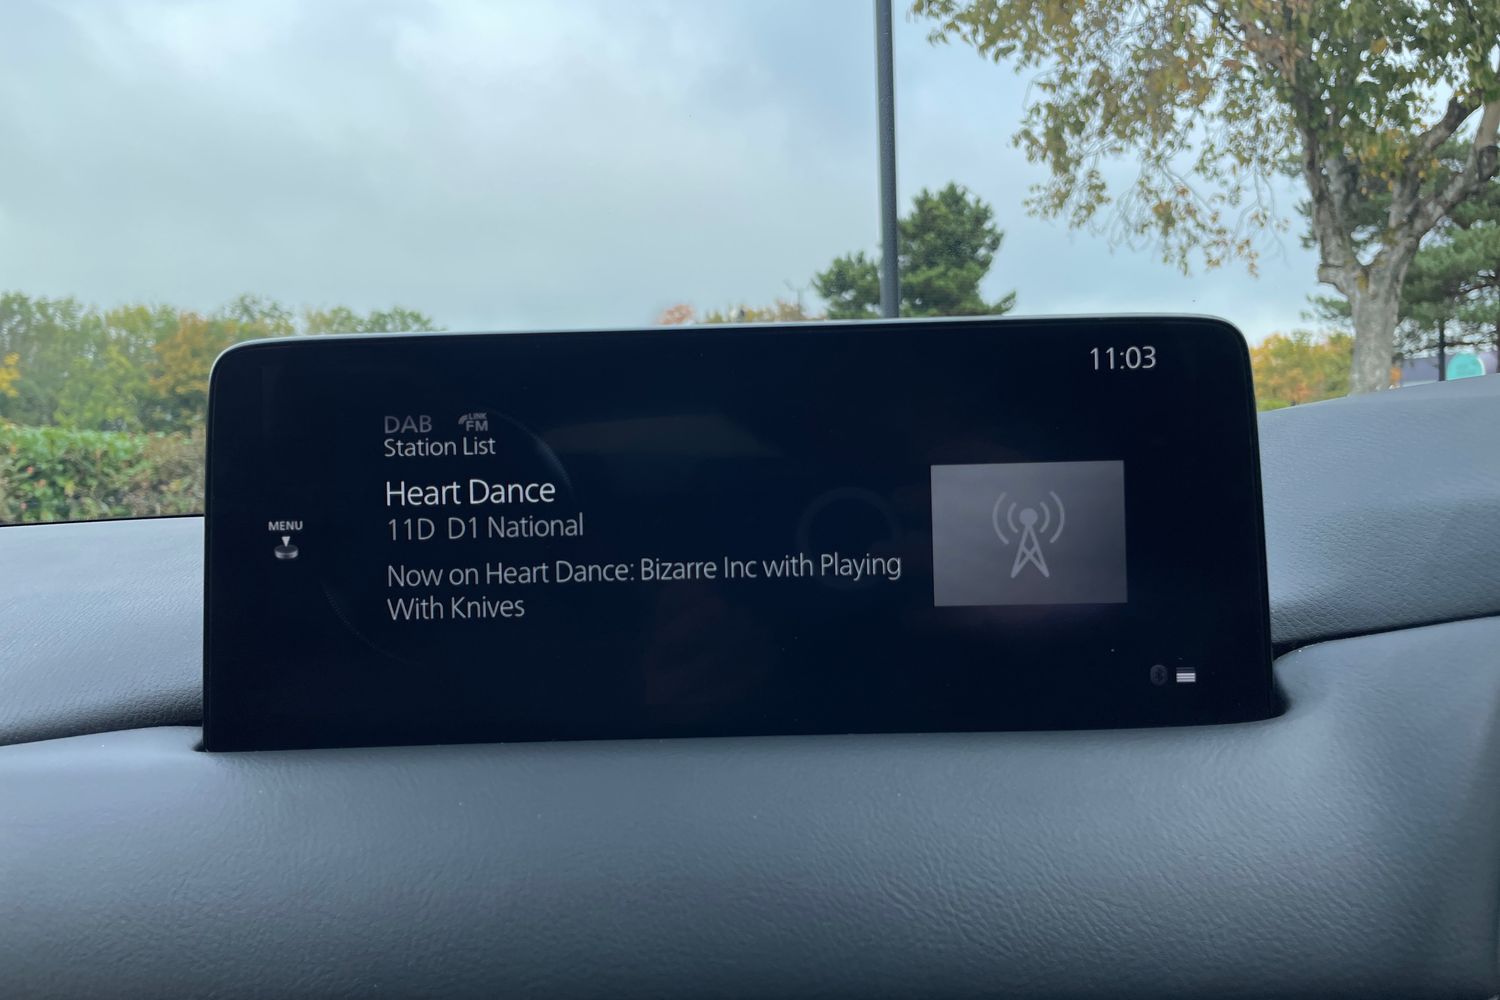 11:03
DAB LINK FM
Station List
Heart Dance
11D D1 National
MENU
Now on Heart Dance: Bizarre Inc with Playing
With Knives